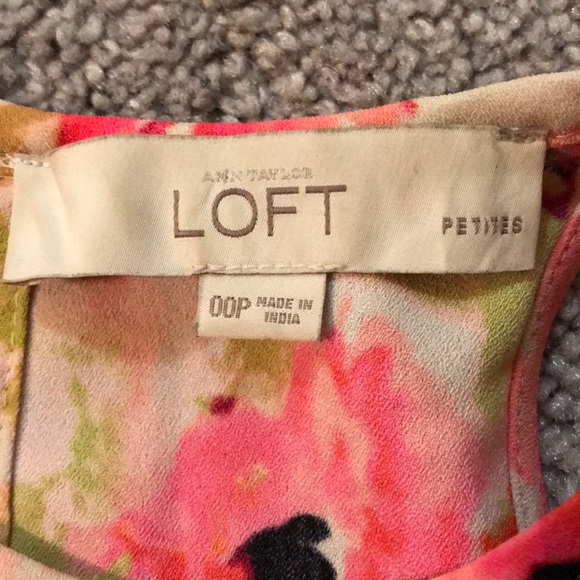 ANN TAYLOR
LOFT
PETITES
00P MADE IN
INDIA